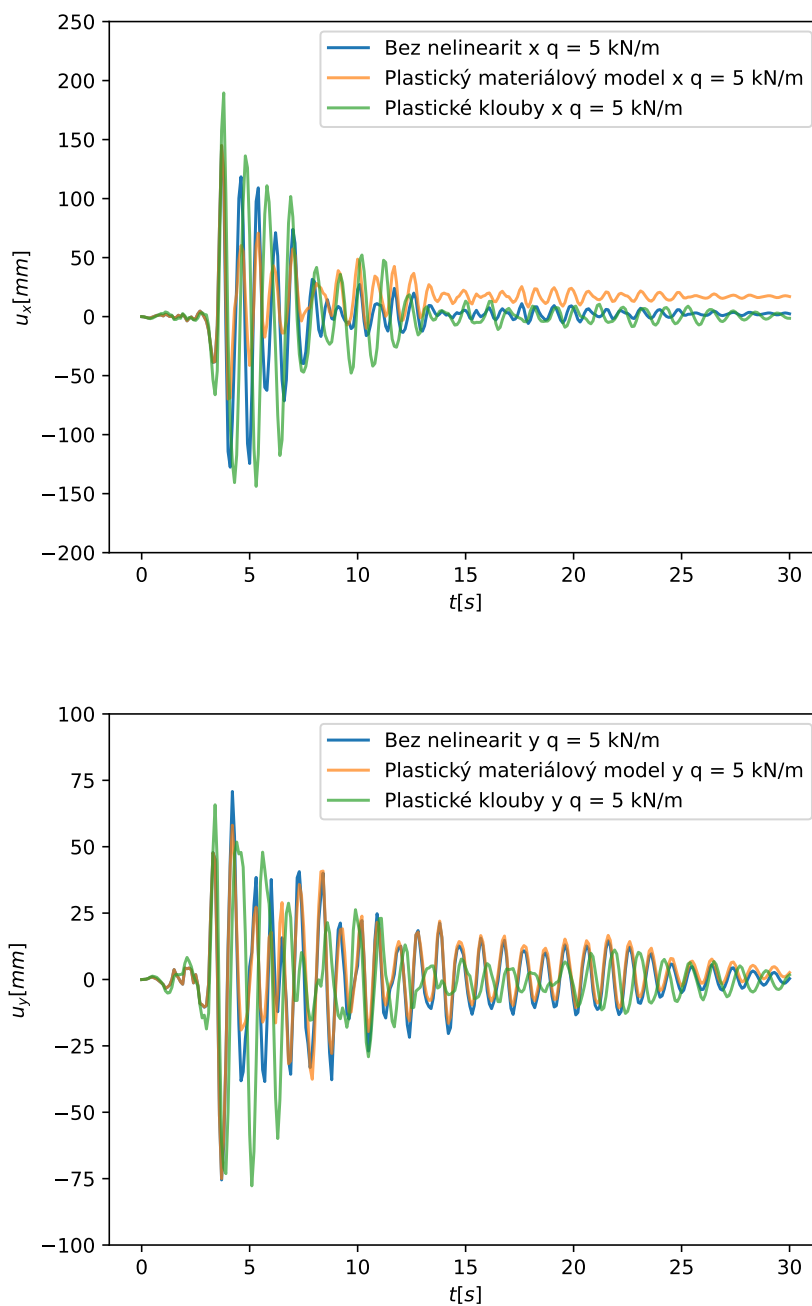 250
200
150
100
50
0
−50
−100
−150
−200
u_x[mm]
0 5 10 15 20 25 30
t[s]
Bez nelinearit x q = 5 kN/m
Plastický materiálový model x q = 5 kN/m
Plastické klouby x q = 5 kN/m
100
75
50
25
0
−25
−50
−75
−100
u_y[mm]
0 5 10 15 20 25 30
t[s]
Bez nelinearit y q = 5 kN/m
Plastický materiálový model y q = 5 kN/m
Plastické klouby y q = 5 kN/m